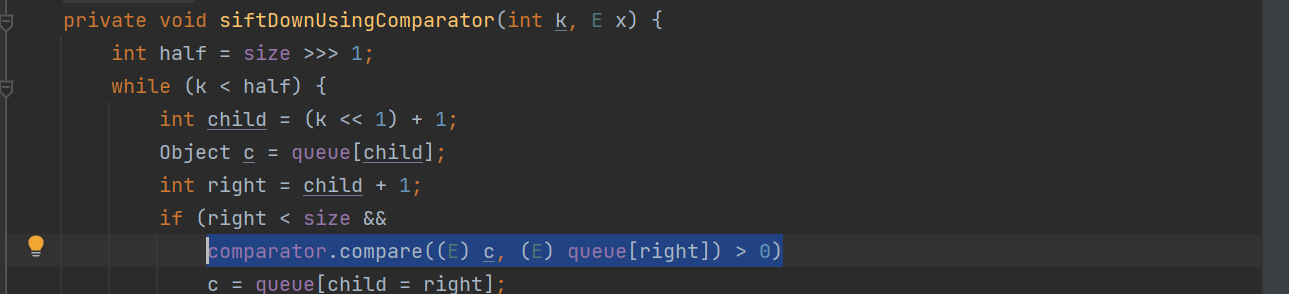 private void siftDownUsingComparator(int k, E x) {
int half = size >>> 1;
while (k < half) {
int child = (k << 1) + 1;
Object c = queue[child];
int right = child + 1;
if (right < size &&
comparator.compare((E) c, (E) queue[right]) > 0)
c = queue[child = right];